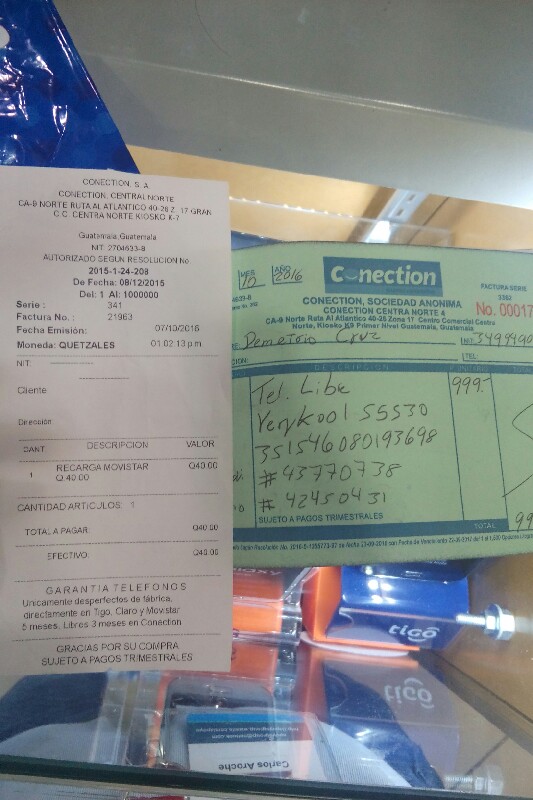 CONECTION, S. A.
CONECTION, CENTRAL NORTE
CA-9 NORTE RUTA AL ATLANTICO 40-26 Z. 17 GRAN
C.C. CENTRA NORTE KIOSKO K-7
Guatemala, Guatemala
NIT: 2704633-8
AUTORIZADO SEGUN RESOLUCION No
2015-1-24-208
De Fecha: 08/12/2015
Del: 1 Al: 1000000
Serie : 341
Factura No. : 21963
Fecha Emisión: 07/10/2016
Moneda: QUETZALES 01:02:13 p.m.
NIT:
Cliente
Dirección
CANT DESCRIPCION VALOR
1 RECARGA MOVISTAR Q40.00
Q.40.00
CANTIDAD ARTICULOS: 1
TOTAL A PAGAR: Q40.00
EFECTIVO: Q40.00
GARANTIA TELEFONOS
Unicamente desperfectos de fábrica,
directamente en Tigo, Claro y Movistar
6 meses, Libres 3 meses en Conection
GRACIAS POR SU COMPRA
SUJETO A PAGOS TRIMESTRALES
MES AÑO
10 2016
Conection
FACTURA SERIE
No. 00017
CONECTION, SOCIEDAD ANONIMA
CONECTION CENTRA NORTE 4
CA-9 Norte Ruta Al Atlantico 40-26 Zona 17 Centro Comercial Centra
Norte, Kiosko K9 Primer Nivel Guatemala, Guatemala
Demetrio Cruz NIT: 3499490
TEL:
DESCRIPCION
Tel. Libe 999.-
Verykool S5530
351546080193698
# 43770738
# 42450431
SUJETO A PAGOS TRIMESTRALES
TOTAL 99
tigo
tigo
Carlos Aroche